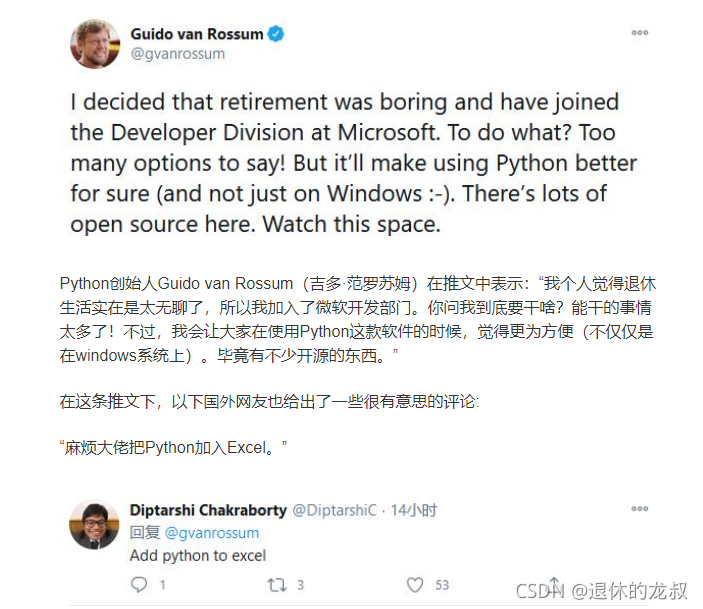 Guido van Rossum
@gvanrossum
I decided that retirement was boring and have joined
the Developer Division at Microsoft. To do what? Too
many options to say! But it’ll make using Python better
for sure (and not just on Windows :-). There’s lots of
open source here. Watch this space.
Python创始人Guido van Rossum（吉多·范罗苏姆）在推文中表示：“我个人觉得退休
生活实在是太无聊了，所以我加入了微软开发部门。你问我到底要干啥？能干的事情
太多了！不过，我会让大家在使用Python这款软件的时候，觉得更为方便（不仅仅是
在windows系统上）。毕竟有不少开源的东西。”
在这条推文下，以下国外网友也给出了一些很有意思的评论:
“麻烦大佬把Python加入Excel。”
Diptarshi Chakraborty @DiptarshiC · 14小时
回复 @gvanrossum
Add python to excel
1 3 53
CSDN @退休的龙叔